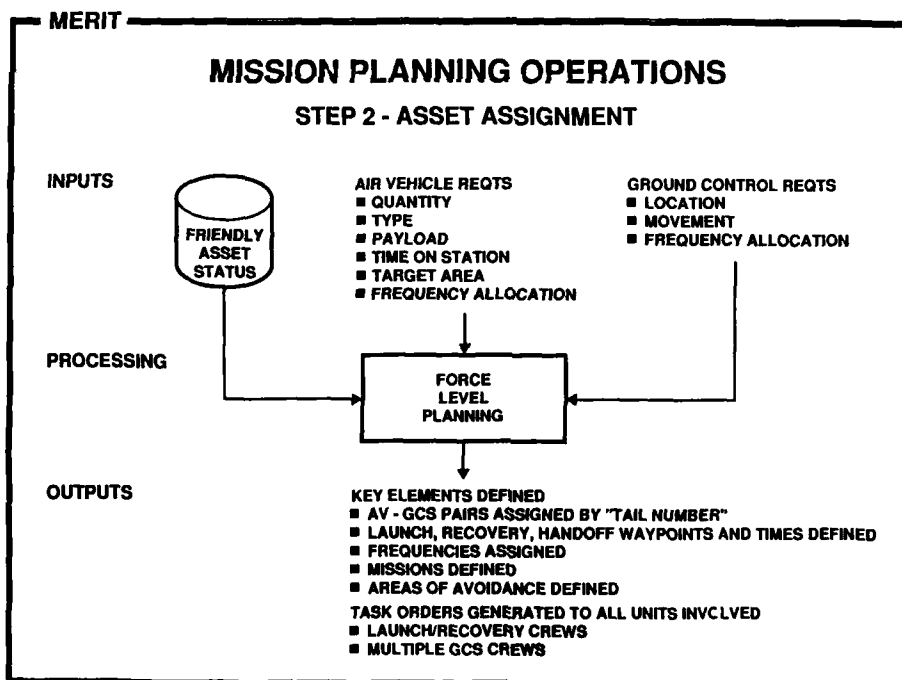 MERIT
MISSION PLANNING OPERATIONS
STEP 2 - ASSET ASSIGNMENT
INPUTS
FRIENDLY
ASSET
STATUS
AIR VEHICLE REQTS
■ QUANTITY
■ TYPE
■ PAYLOAD
■ TIME ON STATION
■ TARGET AREA
■ FREQUENCY ALLOCATION
GROUND CONTROL REQTS
■ LOCATION
■ MOVEMENT
■ FREQUENCY ALLOCATION
PROCESSING
FORCE
LEVEL
PLANNING
OUTPUTS
KEY ELEMENTS DEFINED
■ AV - GCS PAIRS ASSIGNED BY "TAIL NUMBER"
■ LAUNCH, RECOVERY, HANDOFF WAYPOINTS AND TIMES DEFINED
■ FREQUENCIES ASSIGNED
■ MISSIONS DEFINED
■ AREAS OF AVOIDANCE DEFINED
TASK ORDERS GENERATED TO ALL UNITS INVOLVED
■ LAUNCH/RECOVERY CREWS
■ MULTIPLE GCS CREWS